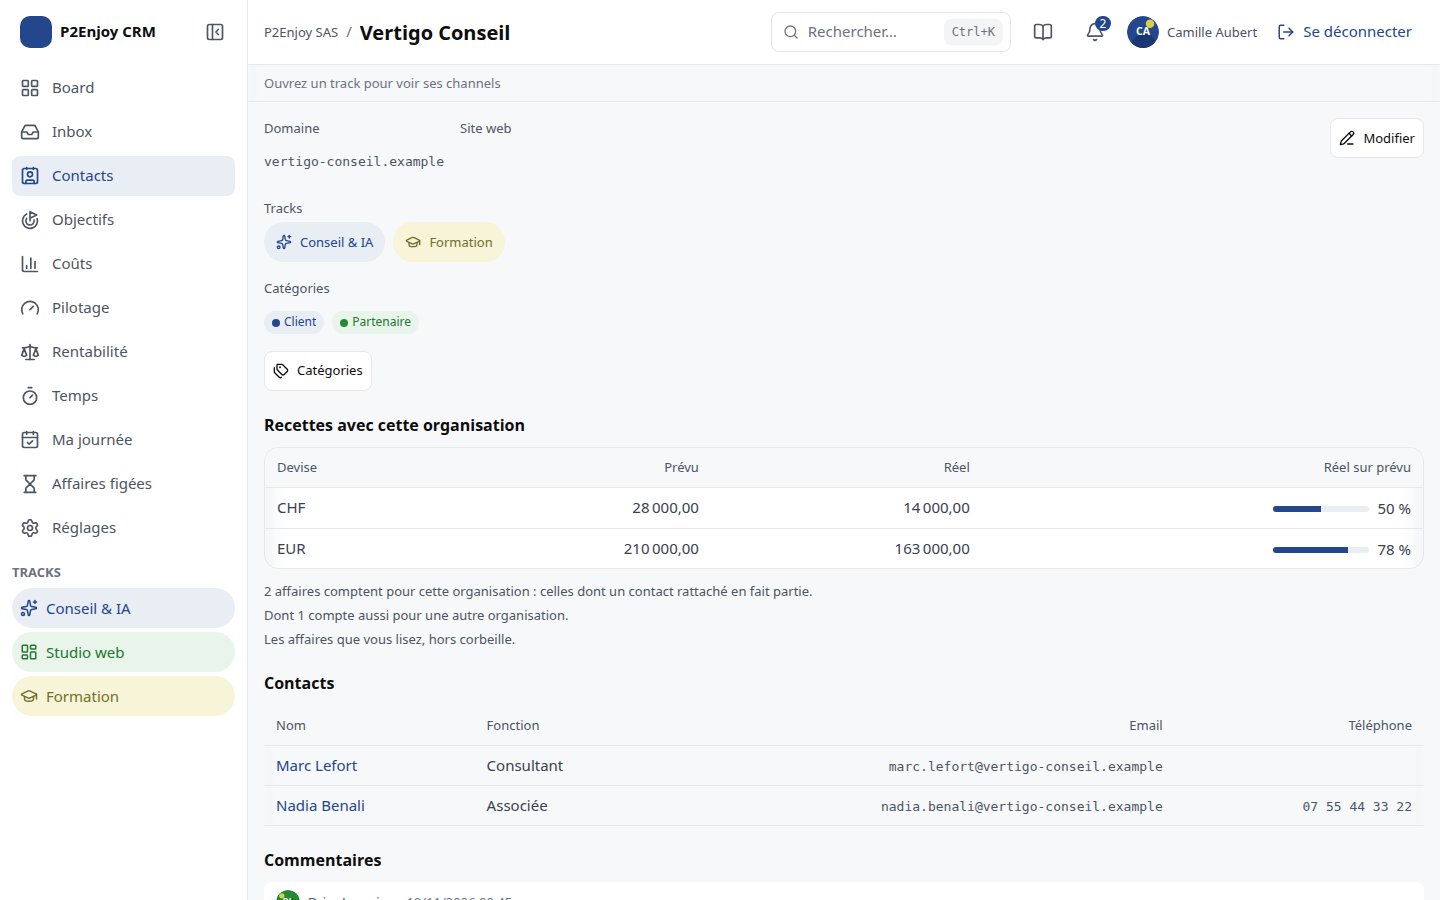 P2Enjoy CRM
Board
Inbox
Contacts
Objectifs
Coûts
Pilotage
Rentabilité
Temps
Ma journée
Affaires figées
Réglages
TRACKS
Conseil & IA
Studio web
Formation
P2Enjoy SAS / Vertigo Conseil
Rechercher... Ctrl+K
2
CA Camille Aubert
Se déconnecter
Ouvrez un track pour voir ses channels
Domaine Site web
vertigo-conseil.example
Modifier
Tracks
Conseil & IA Formation
Catégories
Client Partenaire
Catégories
Recettes avec cette organisation
Devise Prévu Réel Réel sur prévu
CHF 28 000,00 14 000,00 50 %
EUR 210 000,00 163 000,00 78 %
2 affaires comptent pour cette organisation : celles dont un contact rattaché en fait partie.
Dont 1 compte aussi pour une autre organisation.
Les affaires que vous lisez, hors corbeille.
Contacts
Nom Fonction Email Téléphone
Marc Lefort Consultant marc.lefort@vertigo-conseil.example
Nadia Benali Associée nadia.benali@vertigo-conseil.example 07 55 44 33 22
Commentaires